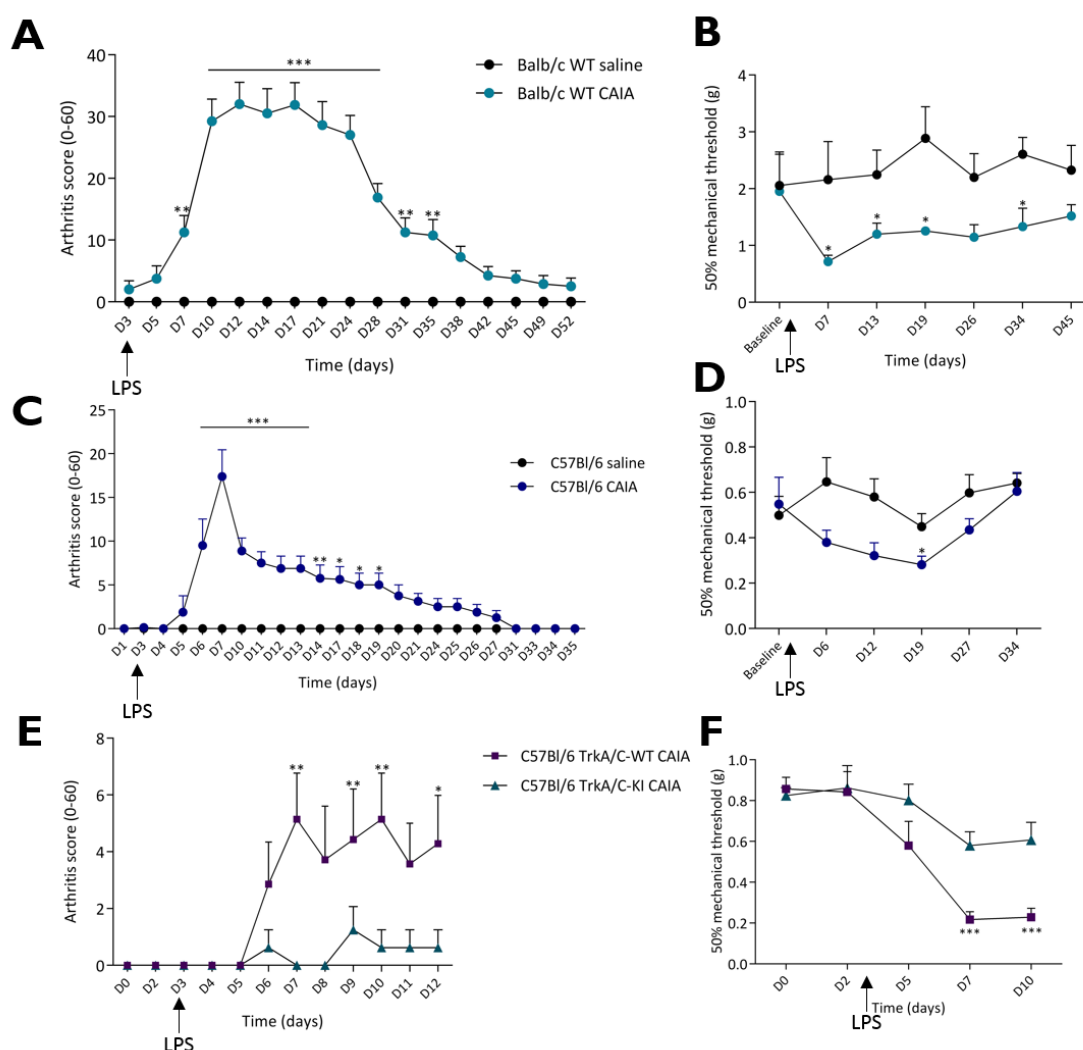 A
Arthritis score (0-60)
40
30
20
10
0
***
**
**
**
Balb/c WT saline
Balb/c WT CAIA
D3 D5 D7 D10 D12 D14 D17 D21 D24 D28 D31 D35 D38 D42 D45 D49 D52
Time (days)
LPS
B
50% mechanical threshold (g)
4
3
2
1
0
*
*
*
*
Baseline D7 D13 D19 D26 D34 D45
Time (days)
LPS
C
Arthritis score (0-60)
25
20
15
10
5
0
***
**
*
*
*
C57Bl/6 saline
C57Bl/6 CAIA
D1 D3 D4 D5 D6 D7 D10 D11 D12 D13 D14 D17 D18 D19 D20 D21 D24 D25 D26 D27 D31 D33 D34 D35
Time (days)
LPS
D
50% mechanical threshold (g)
1.0
0.8
0.6
0.4
0.2
0.0
*
Baseline D6 D12 D19 D27 D34
Time (days)
LPS
E
Arthritis score (0-60)
8
6
4
2
0
**
**
**
*
C57Bl/6 TrkA/C-WT CAIA
C57Bl/6 TrkA/C-KI CAIA
D0 D2 D3 D4 D5 D6 D7 D8 D9 D10 D11 D12
Time (days)
LPS
F
50% mechanical threshold (g)
1.0
0.8
0.6
0.4
0.2
0.0
***
***
D0 D2 D5 D7 D10
Time (days)
LPS